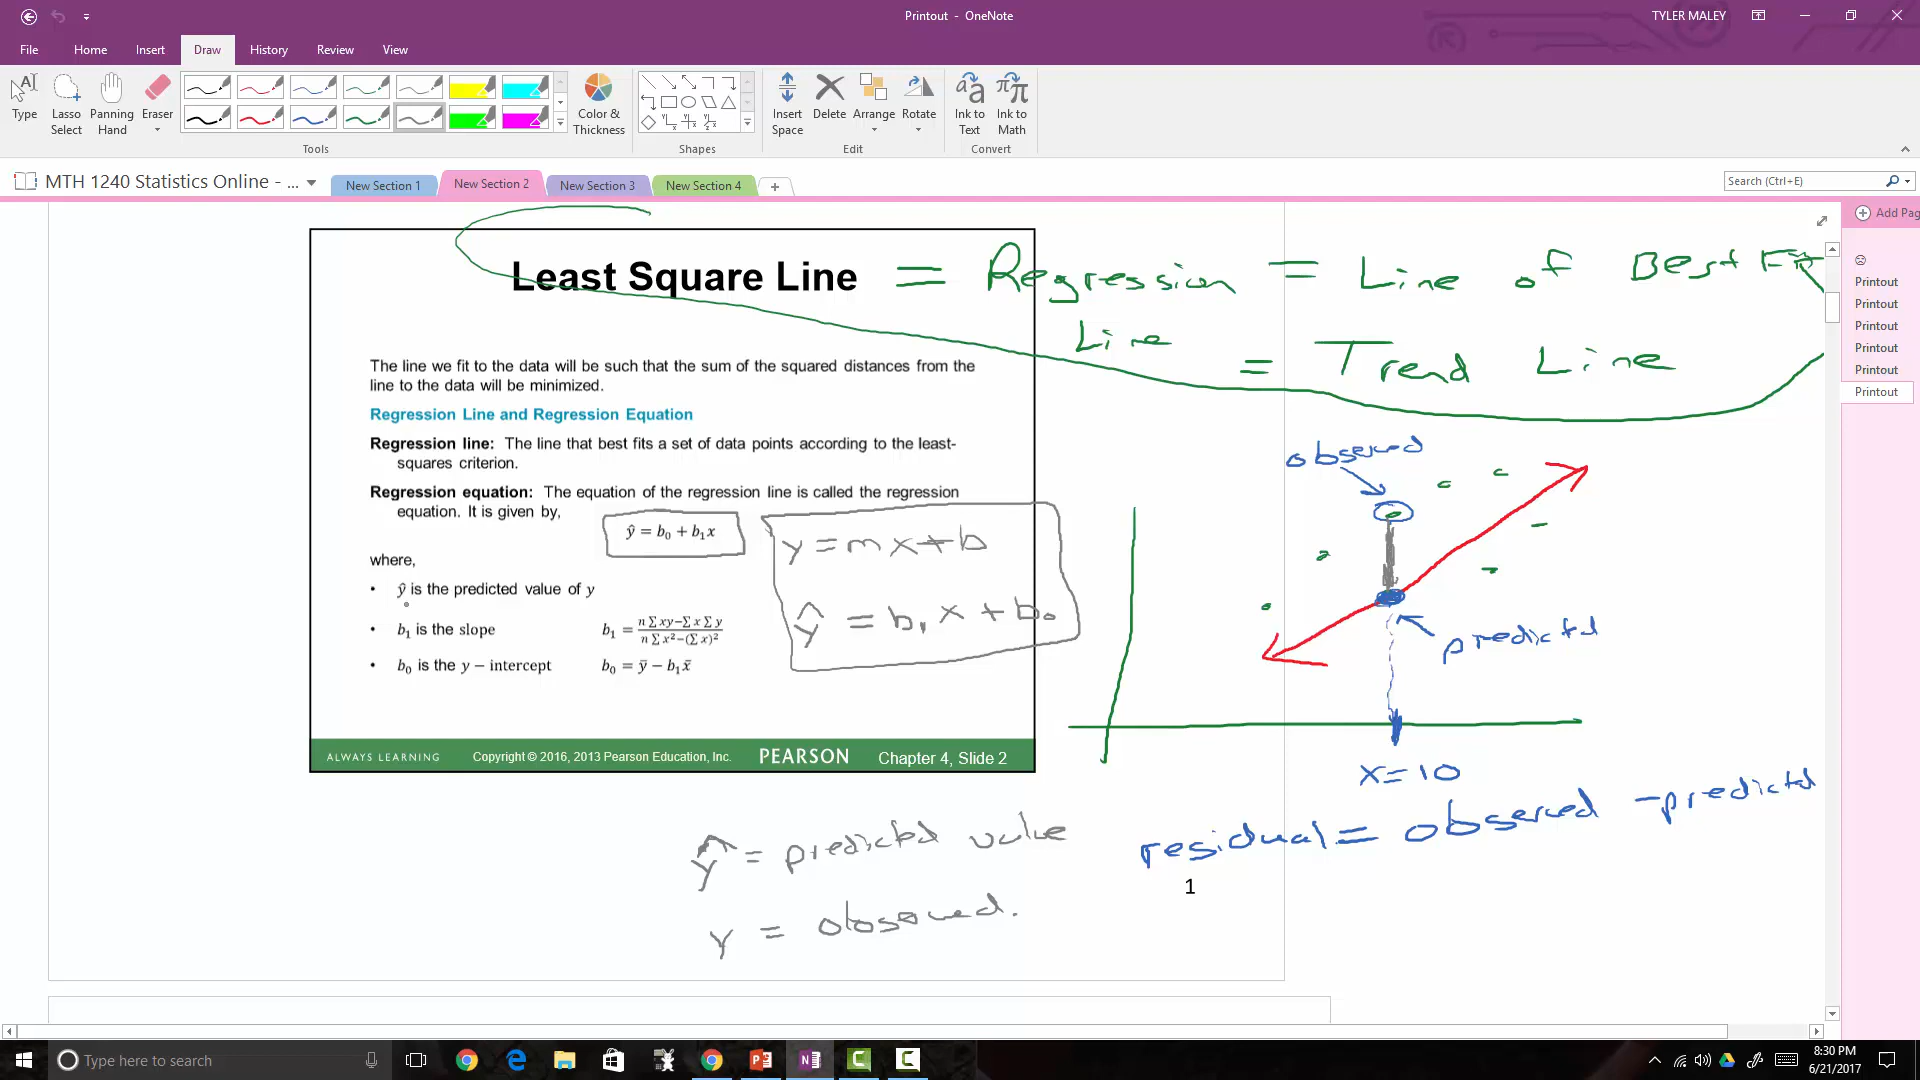 Printout - OneNote
TYLER MALEY
File Home Insert Draw History Review View
Type
Lasso Select
Panning Hand
Eraser
Color & Thickness
Insert Space
Delete
Arrange
Rotate
Ink to Text
Ink to Math
Tools
Shapes
Edit
Convert
MTH 1240 Statistics Online - ...
New Section 1
New Section 2
New Section 3
New Section 4
Search (Ctrl+E)
Add Pag
Printout
Printout
Printout
Printout
Printout
Printout
Least Square Line = Regression Line = Line of Best Fit
= Trend Line
The line we fit to the data will be such that the sum of the squared distances from the
line to the data will be minimized.
Regression Line and Regression Equation
Regression line: The line that best fits a set of data points according to the least-
squares criterion.
Regression equation: The equation of the regression line is called the regression
equation. It is given by,
ŷ = b₀ + b₁x
where,
• ŷ is the predicted value of y
• b₁ is the slope b₁ = (n∑xy−∑x∑y)/(n∑x²−(∑x)²)
• b₀ is the y − intercept b₀ = ȳ − b₁x̄
y = mx + b
ŷ = b₁x + b₀
ALWAYS LEARNING
Copyright © 2016, 2013 Pearson Education, Inc.
PEARSON
Chapter 4, Slide 2
observed
predicted
x=10
residual = observed - predicted
ŷ = predicted value
y = observed.
1
Type here to search
8:30 PM
6/21/2017